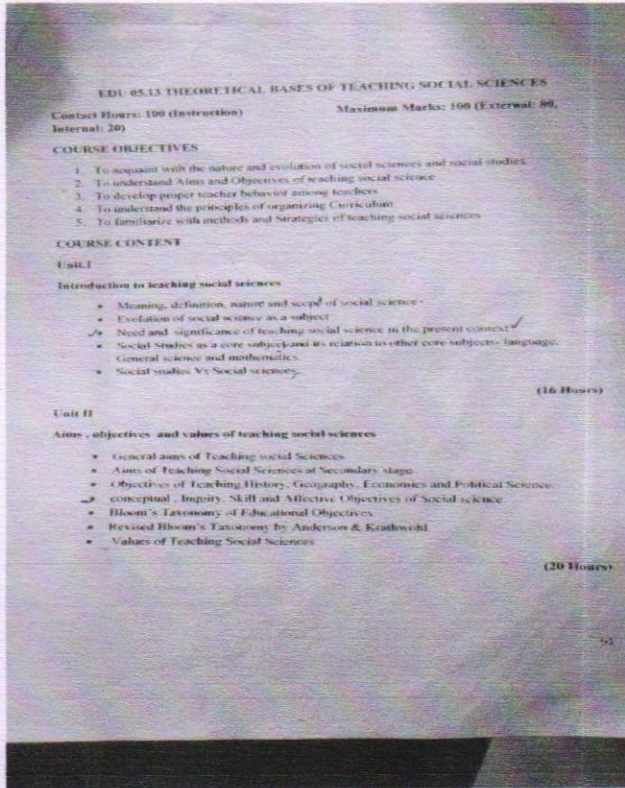 EDU 05.13 THEORETICAL BASES OF TEACHING SOCIAL SCIENCES
Contact Hours: 100 (Instruction) Maximum Marks: 100 (External: 80,
Internal: 20)
COURSE OBJECTIVES
1. To acquaint with the nature and evolution of social sciences and social studies.
2. To understand Aims and Objectives of teaching social science
3. To develop proper teacher behavior among teachers
4. To understand the principles of organizing Curriculum
5. To familiarize with methods and Strategies of teaching social sciences
COURSE CONTENT
Unit.I
Introduction to teaching social sciences
• Meaning, definition, nature and scope of social science
• Evolution of social science as a subject
• Need and significance of teaching social science in the present context
• Social Studies as a core subject and its relation to other core subjects- language,
General science and mathematics.
• Social studies Vs Social sciences.
(16 Hours)
Unit II
Aims , objectives and values of teaching social sciences
• General aims of Teaching social Sciences
• Aims of Teaching Social Sciences at Secondary stage
• Objectives of Teaching History, Geography, Economics and Political Science.
• conceptual , Inquiry, Skill and Affective Objectives of Social science
• Bloom's Taxonomy of Educational Objectives
• Revised Bloom's Taxonomy by Anderson & Krathwohl
• Values of Teaching Social Sciences
(20 Hours)